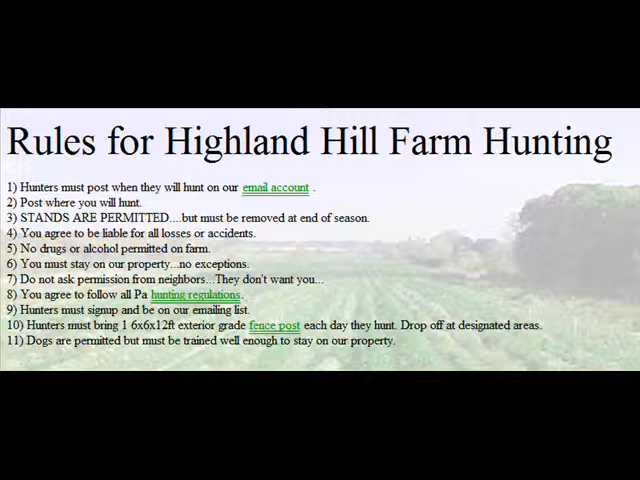 Rules for Highland Hill Farm Hunting
1) Hunters must post when they will hunt on our email account .
2) Post where you will hunt.
3) STANDS ARE PERMITTED....but must be removed at end of season.
4) You agree to be liable for all losses or accidents.
5) No drugs or alcohol permitted on farm.
6) You must stay on our property...no exceptions.
7) Do not ask permission from neighbors...They don't want you...
8) You agree to follow all Pa hunting regulations.
9) Hunters must signup and be on our emailing list.
10) Hunters must bring 1 6x6x12ft exterior grade fence post each day they hunt. Drop off at designated areas.
11) Dogs are permitted but must be trained well enough to stay on our property.